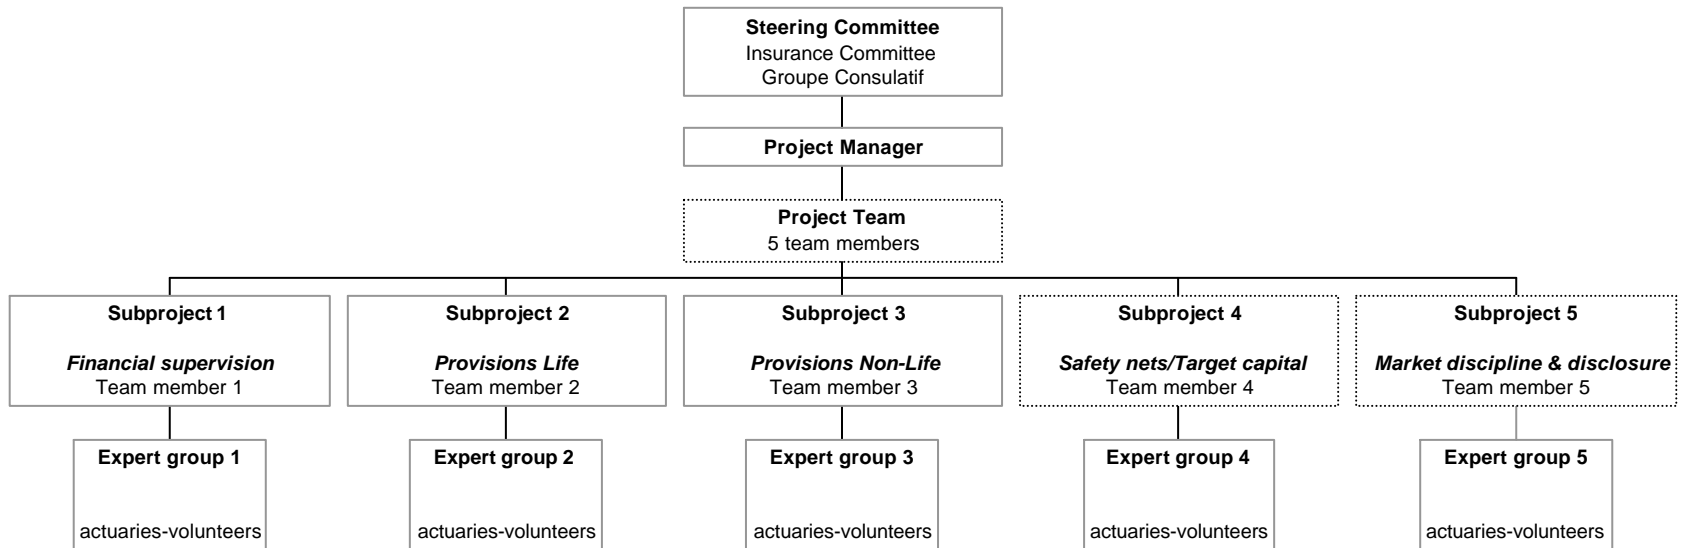 Steering Committee
Insurance Committee
Groupe Consulatif
Project Manager
Project Team
5 team members
Subproject 1
Financial supervision
Team member 1
Subproject 2
Provisions Life
Team member 2
Subproject 3
Provisions Non-Life
Team member 3
Subproject 4
Safety nets/Target capital
Team member 4
Subproject 5
Market discipline & disclosure
Team member 5
Expert group 1
actuaries-volunteers
Expert group 2
actuaries-volunteers
Expert group 3
actuaries-volunteers
Expert group 4
actuaries-volunteers
Expert group 5
actuaries-volunteers